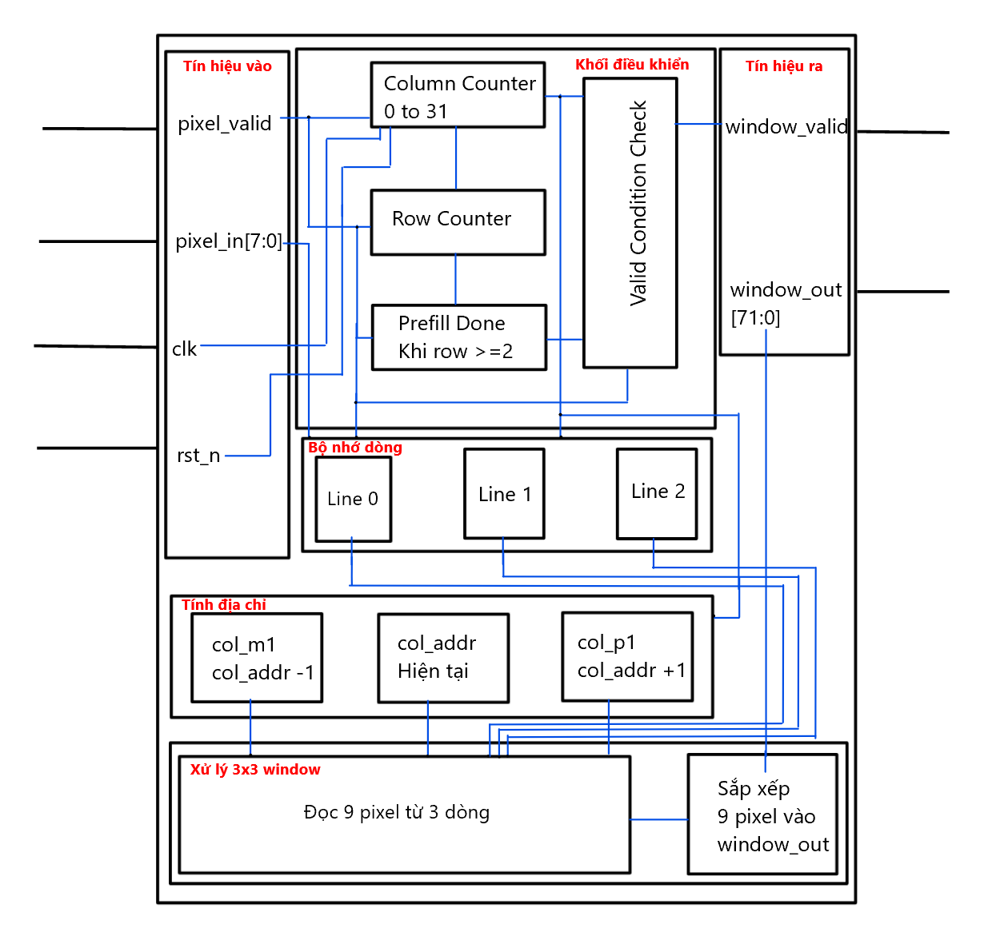 Tín hiệu vào
pixel_valid
pixel_in[7:0]
clk
rst_n
Khối điều khiển
Column Counter
0 to 31
Row Counter
Prefill Done
Khi row >=2
Valid Condition Check
Tín hiệu ra
window_valid
window_out
[71:0]
Bộ nhớ dòng
Line 0
Line 1
Line 2
Tính địa chỉ
col_m1
col_addr -1
col_addr
Hiện tại
col_p1
col_addr +1
Xử lý 3x3 window
Đọc 9 pixel từ 3 dòng
Sắp xếp
9 pixel vào
window_out